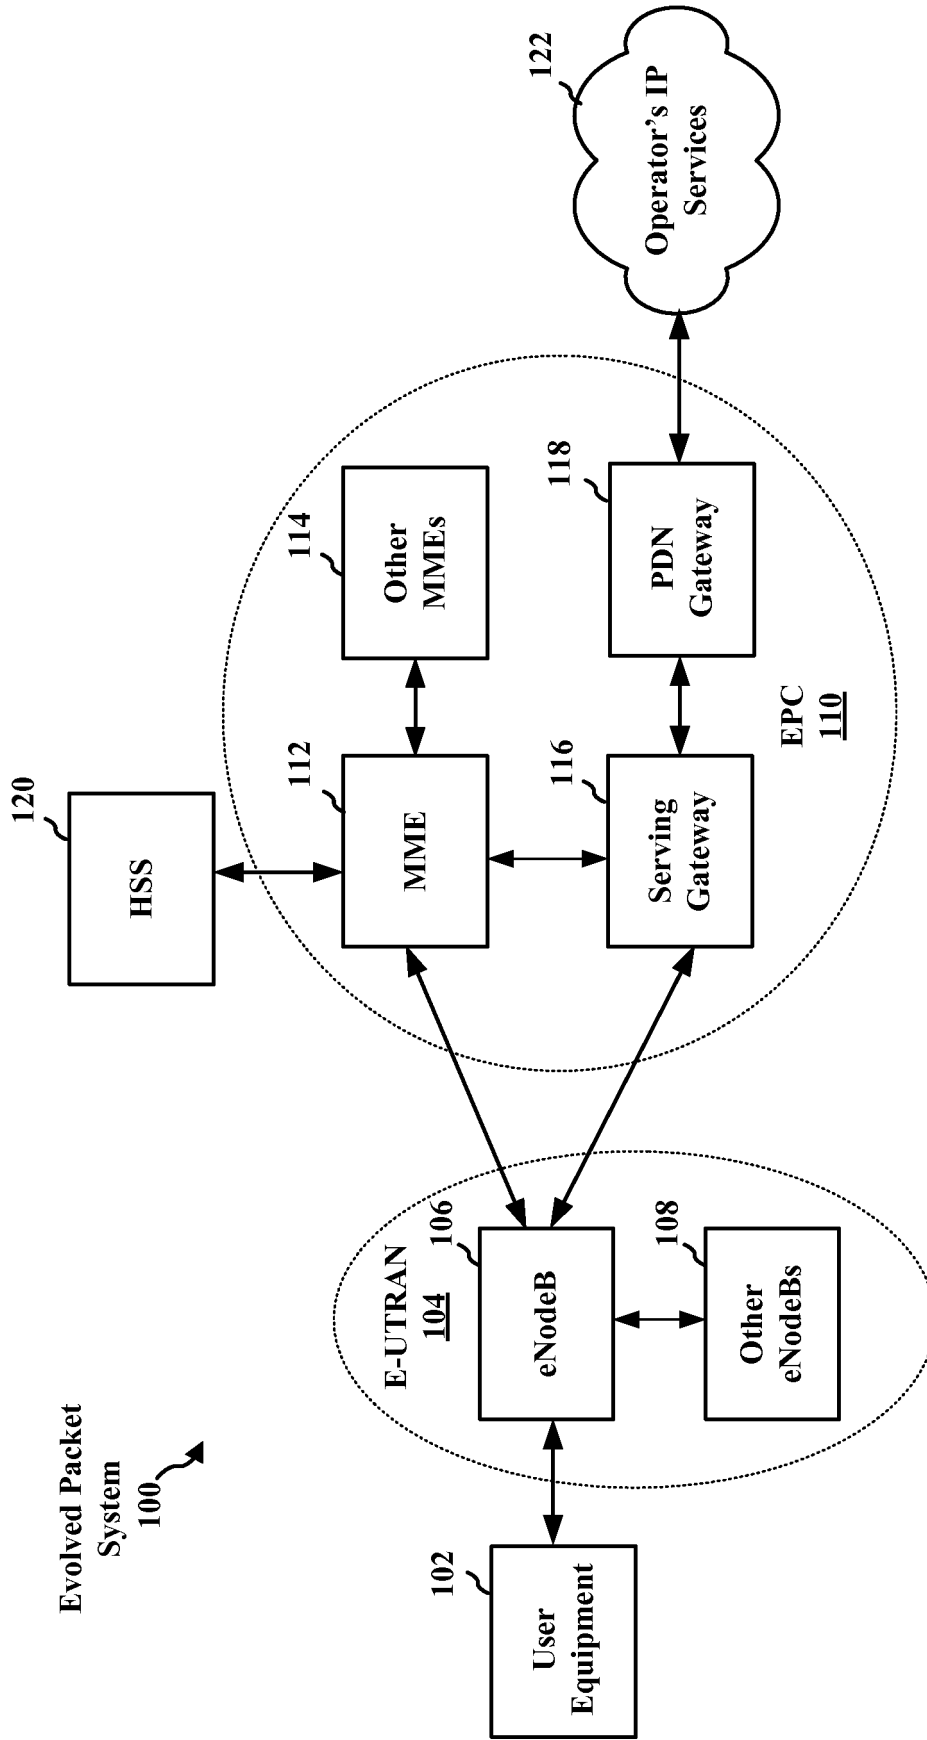 Evolved Packet
System
100
120
HSS
E-UTRAN
104
102
User
Equipment
106
eNodeB
108
Other
eNodeBs
112
MME
114
Other
MMEs
116
Serving
Gateway
118
PDN
Gateway
EPC
110
122
Operator's IP
Services